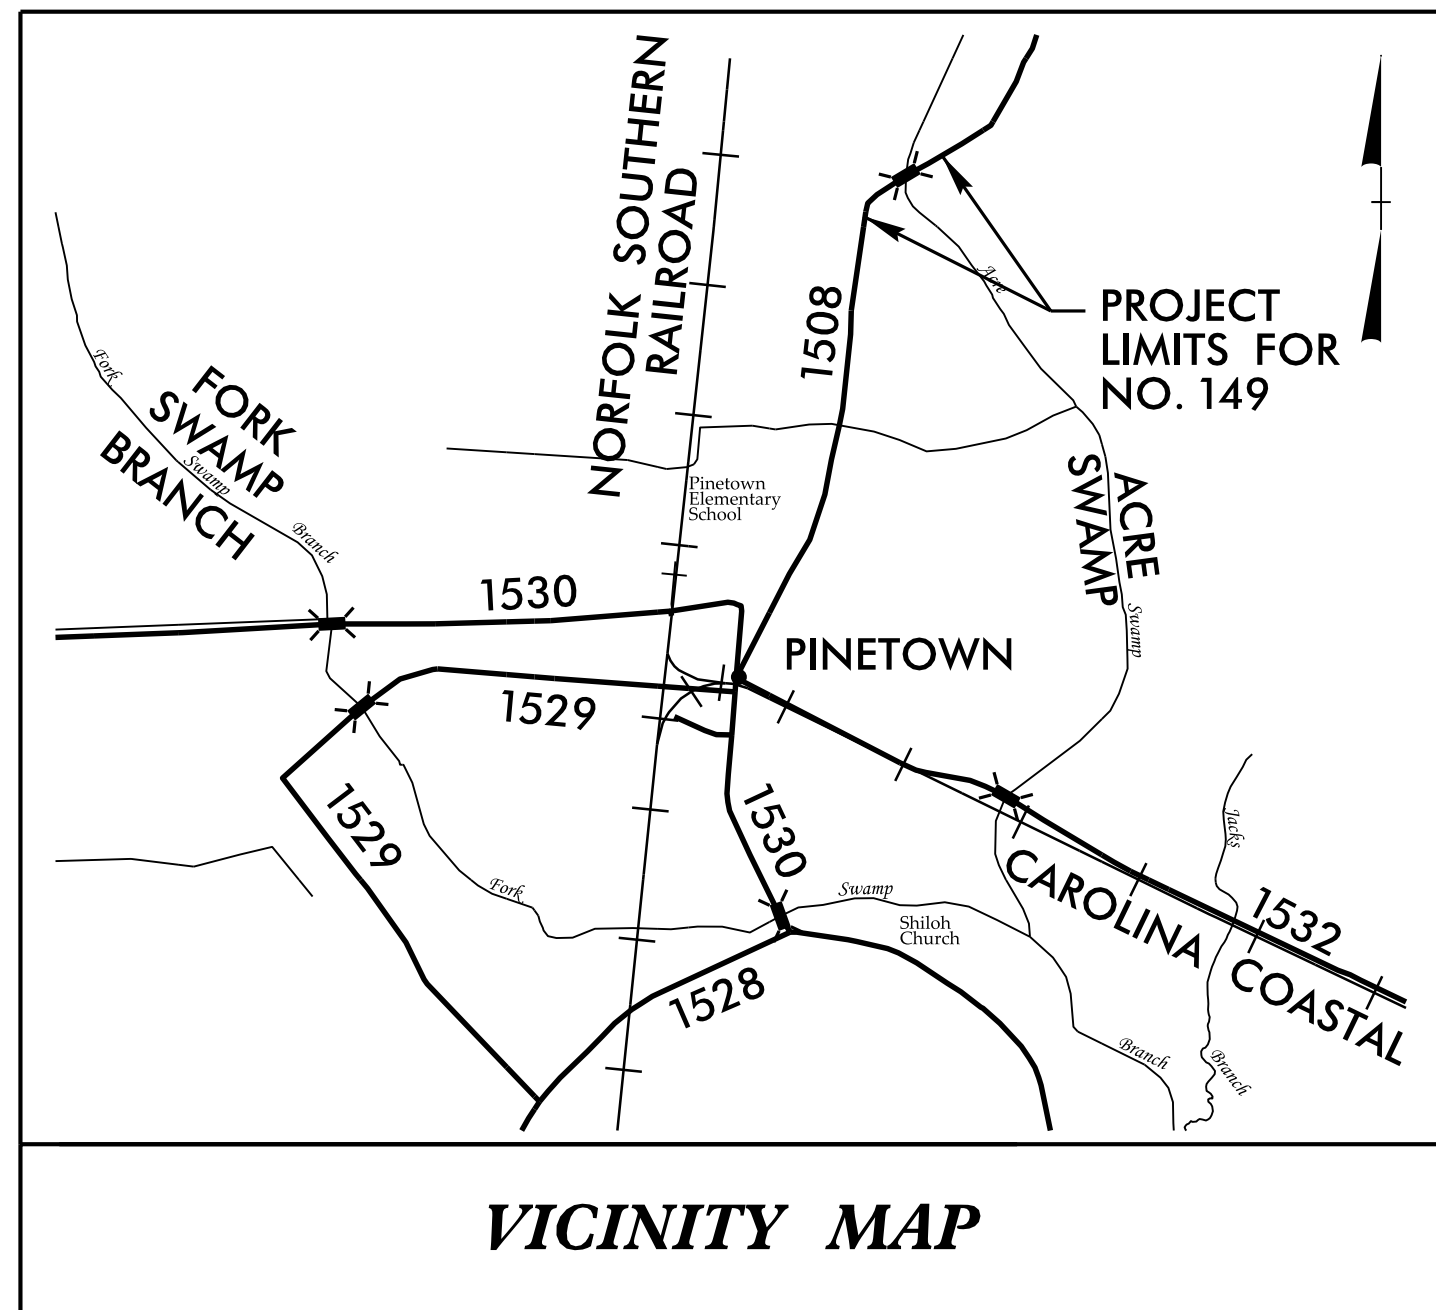 NORFOLK SOUTHERN
RAILROAD
1508
Acre
PROJECT
LIMITS FOR
NO. 149
Fork
FORK
SWAMP
BRANCH
Swamp
Branch
Pinetown
Elementary
School
ACRE
SWAMP
Swamp
1530
PINETOWN
1529
1529
1530
Jacks
Fork
Swamp
Shiloh
Church
CAROLINA COASTAL
1532
1528
Branch
Branch
VICINITY MAP